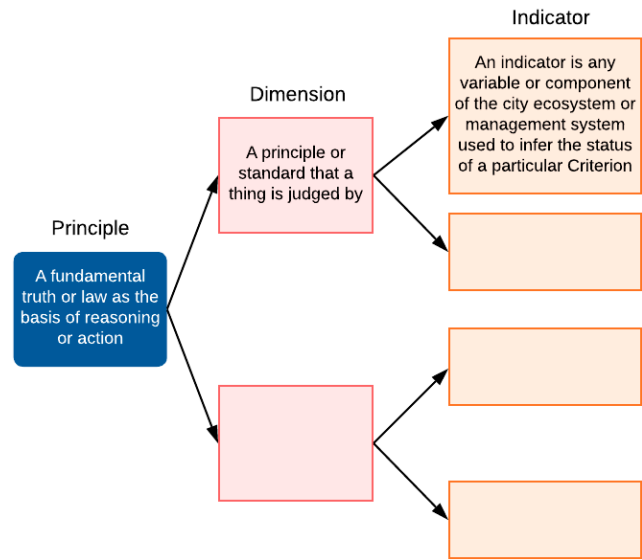 Indicator
An indicator is any
variable or component
of the city ecosystem or
management system
used to infer the status
of a particular Criterion
Dimension
A principle or
standard that a
thing is judged by
Principle
A fundamental
truth or law as the
basis of reasoning
or action